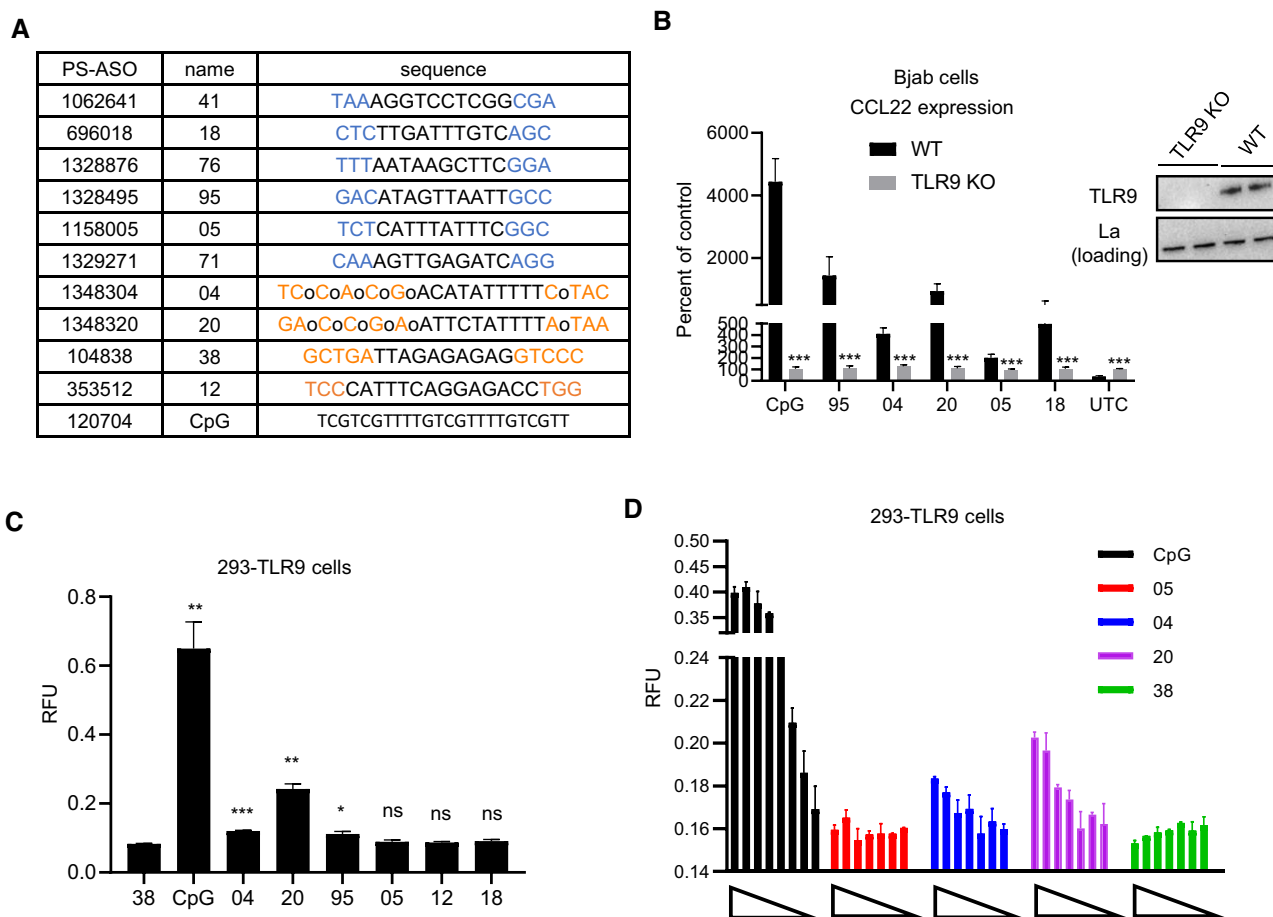 A
PS-ASO name sequence
1062641 41 TAAAGGTCCTCGGCGA
696018 18 CTCTTGATTTGTCAGC
1328876 76 TTTAATAAGCTTCGGA
1328495 95 GACATAGTTAATTGCC
1158005 05 TCTCATTTATTTCGGC
1329271 71 CAAAGTTGAGATCAGG
1348304 04 TCoCoAoCoGoACATATTTTTCoTAC
1348320 20 GAoCoCoGoAoATTCTATTTTAoTAA
104838 38 GCTGATTAGAGAGAGGTCCC
353512 12 TCCCATTTCAGGAGACCTGG
120704 CpG TCGTCGTTTTGTCGTTTTGTCGTT
B
Bjab cells
CCL22 expression
WT
TLR9 KO
Percent of control
6000
4000
2000
500
400
300
200
100
0
*** *** *** *** *** *** ***
CpG 95 04 20 05 18 UTC
TLR9 KO WT
TLR9
La
(loading)
C
293-TLR9 cells
RFU
0.8
0.6
0.4
0.2
0.0
** *** ** * ns ns ns
38 CpG 04 20 95 05 12 18
D
293-TLR9 cells
RFU
0.50
0.45
0.40
0.35
0.24
0.22
0.20
0.18
0.16
0.14
CpG
05
04
20
38